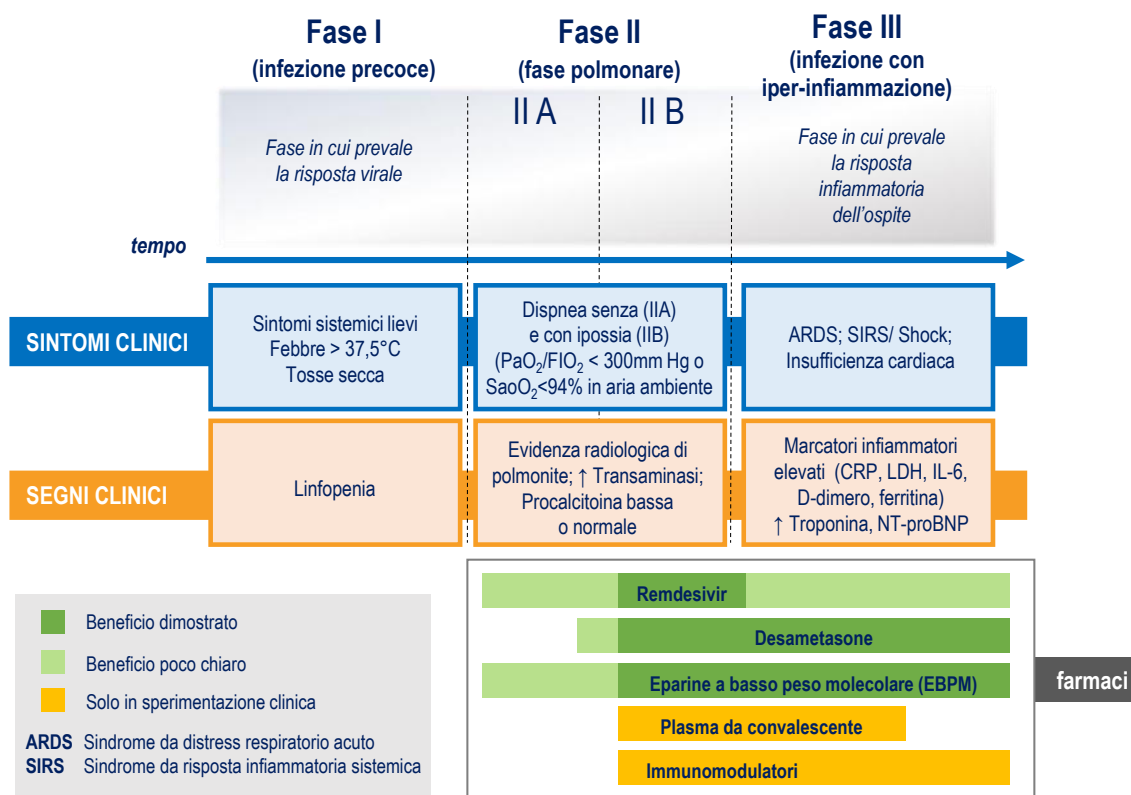 Fase I
(infezione precoce)
Fase II
(fase polmonare)
Fase III
(infezione con
iper-infiammazione)
II A
II B
Fase in cui prevale
la risposta virale
Fase in cui prevale
la risposta
infiammatoria
dell'ospite
tempo
SINTOMI CLINICI
Sintomi sistemici lievi
Febbre > 37,5°C
Tosse secca
Dispnea senza (IIA)
e con ipossia (IIB)
(PaO₂/FIO₂ < 300mm Hg o
SaoO₂<94% in aria ambiente
ARDS; SIRS/ Shock;
Insufficienza cardiaca
SEGNI CLINICI
Linfopenia
Evidenza radiologica di
polmonite; ↑ Transaminasi;
Procalcitoina bassa
o normale
Marcatori infiammatori
elevati (CRP, LDH, IL-6,
D-dimero, ferritina)
↑ Troponina, NT-proBNP
Beneficio dimostrato
Beneficio poco chiaro
Solo in sperimentazione clinica
ARDS Sindrome da distress respiratorio acuto
SIRS Sindrome da risposta infiammatoria sistemica
Remdesivir
Desametasone
Eparine a basso peso molecolare (EBPM)
Plasma da convalescente
Immunomodulatori
farmaci